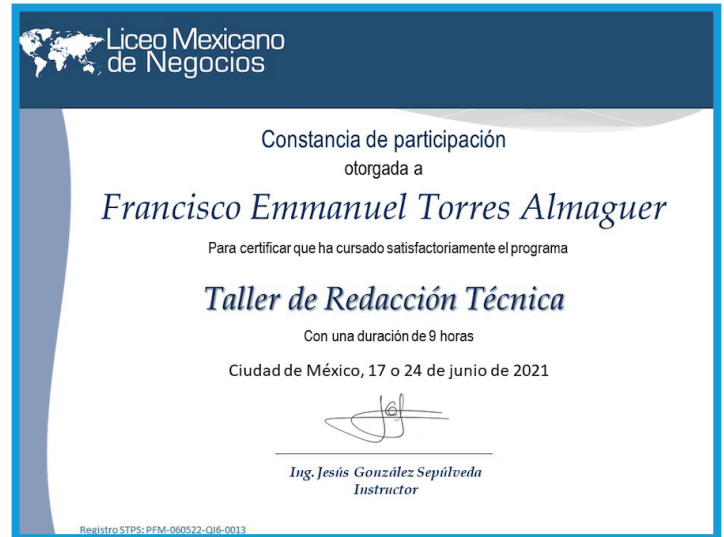 Liceo Mexicano
de Negocios
Constancia de participación
otorgada a
Francisco Emmanuel Torres Almaguer
Para certificar que ha cursado satisfactoriamente el programa
Taller de Redacción Técnica
Con una duración de 9 horas
Ciudad de México, 17 o 24 de junio de 2021
Ing. Jesús González Sepúlveda
Instructor
Registro STPS: PFM-060522-QI6-0013